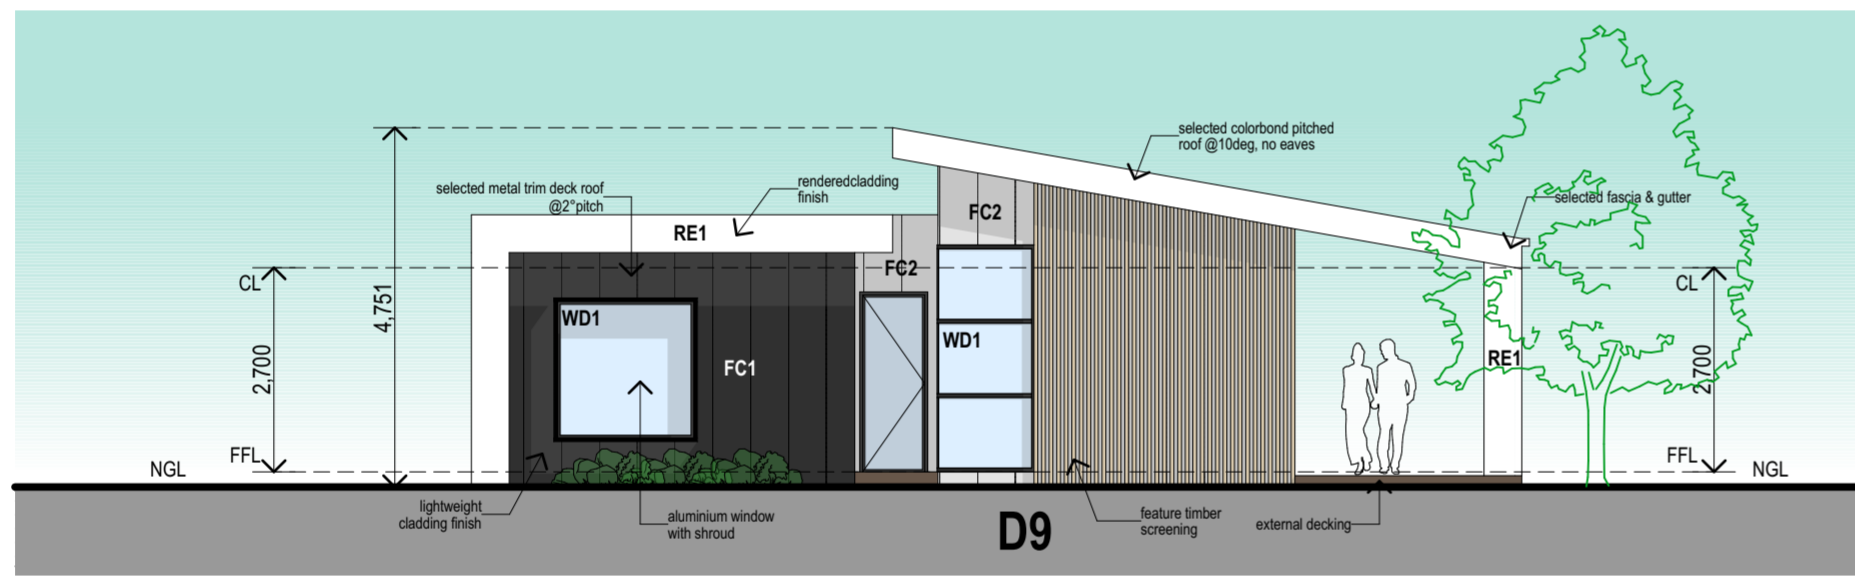 selected colorbond pitched
roof @10deg, no eaves
selected metal trim deck roof
@2°pitch
renderedcladding
finish
selected fascia & gutter
RE1
FC2
FC2
CL
CL
4,751
2,700
2,700
WD1
WD1
FC1
RE1
FFL
FFL
NGL
NGL
lightweight
cladding finish
aluminium window
with shroud
D9
feature timber
screening
external decking